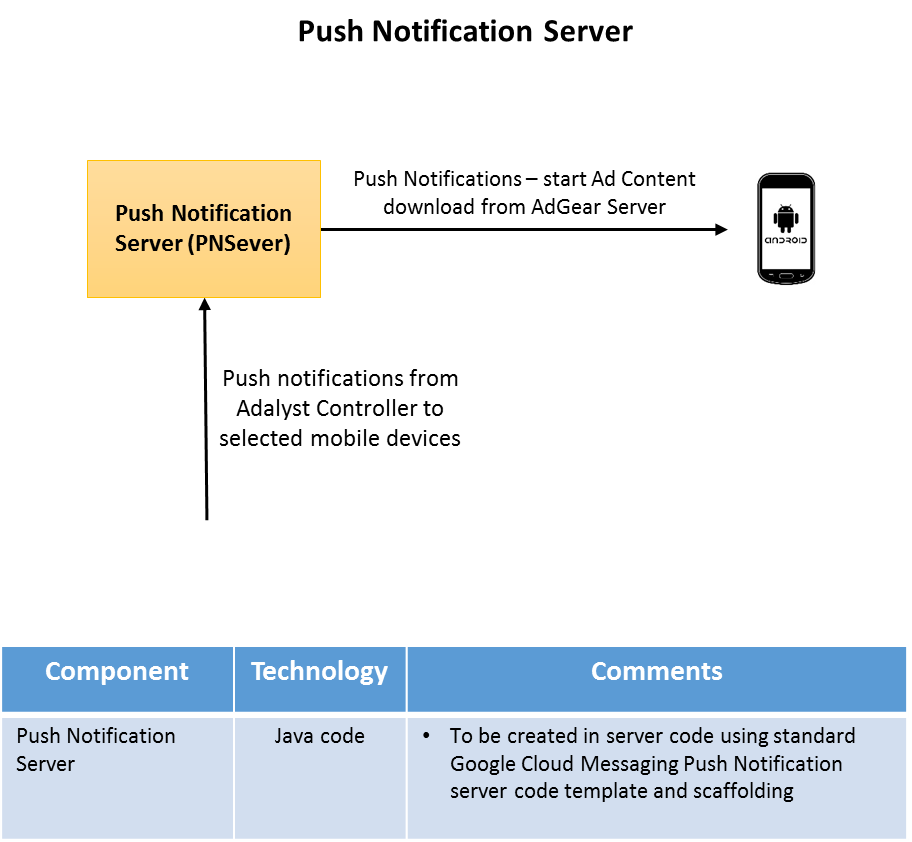 Push Notification Server
Push Notifications – start Ad Content
download from AdGear Server
Push Notification
Server (PNSever)
ANDROID
Push notifications from
Adalyst Controller to
selected mobile devices
Component
Technology
Comments
Push Notification
Server
Java code
• To be created in server code using standard
Google Cloud Messaging Push Notification
server code template and scaffolding